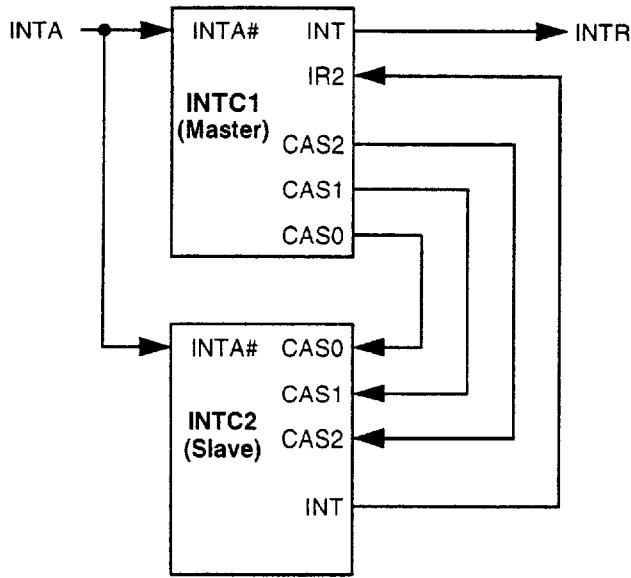 INTA
INTA#
INT
INTR
IR2
INTC1
(Master)
CAS2
CAS1
CAS0
INTA#
CAS0
CAS1
INTC2
(Slave)
CAS2
INT